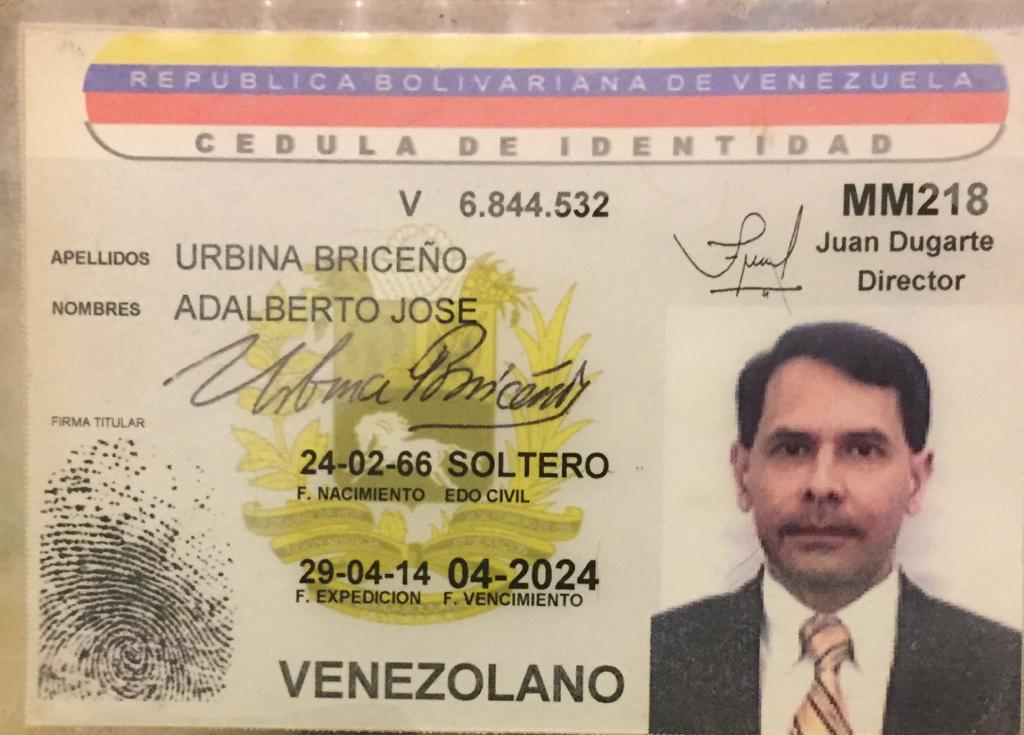 REPUBLICA BOLIVARIANA DE VENEZUELA
CEDULA DE IDENTIDAD
V 6.844.532
MM218
Juan Dugarte
Director
APELLIDOS URBINA BRICEÑO
NOMBRES ADALBERTO JOSE
Urbina Briceño
FIRMA TITULAR
24-02-66 SOLTERO
F. NACIMIENTO EDO CIVIL
29-04-14 04-2024
F. EXPEDICION F. VENCIMIENTO
VENEZOLANO